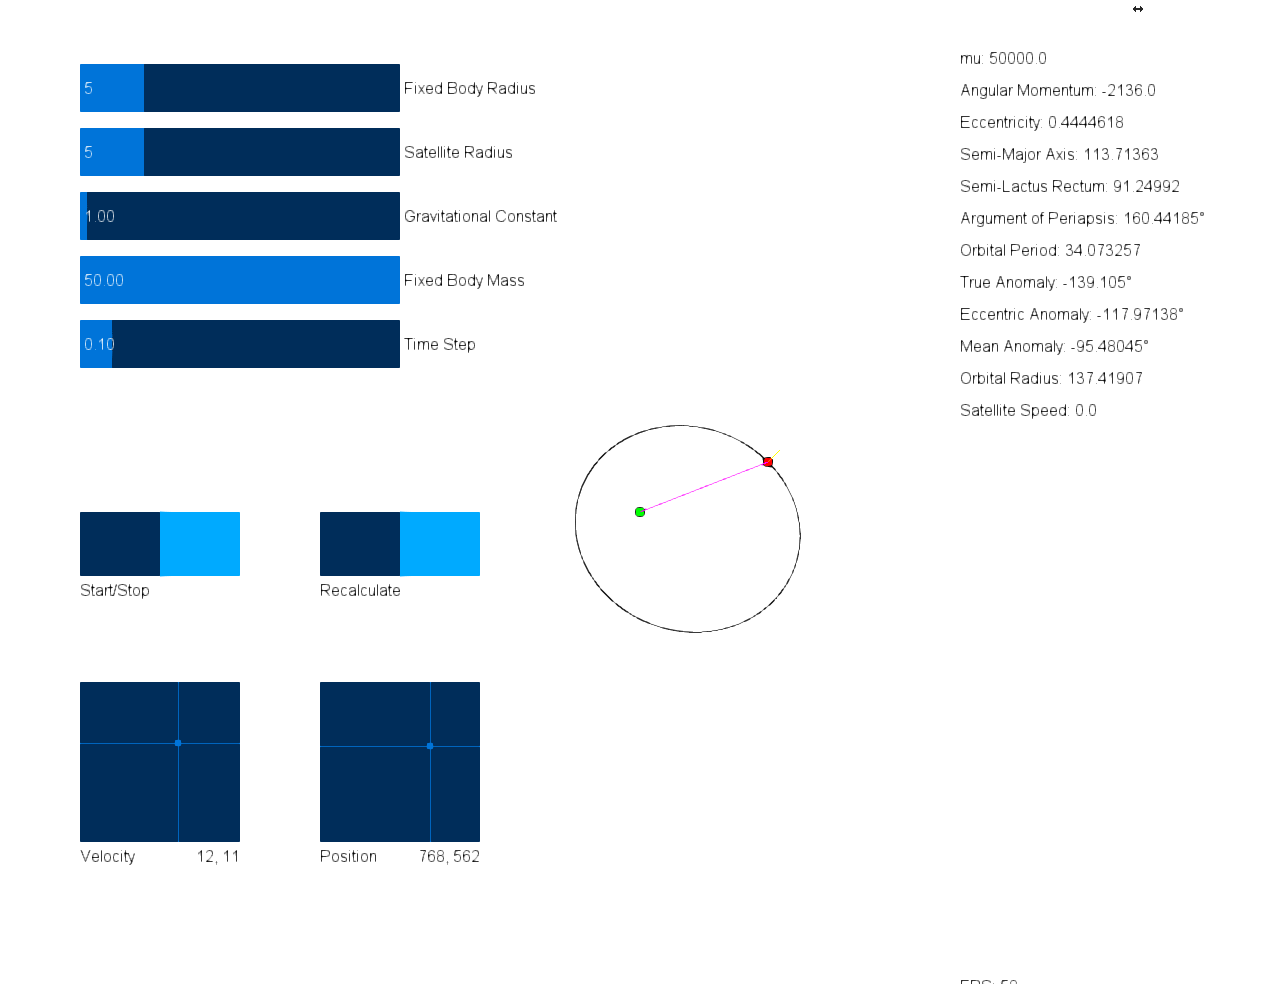 mu: 50000.0
5 Fixed Body Radius
Angular Momentum: -2136.0
Eccentricity: 0.4444618
5 Satellite Radius
Semi-Major Axis: 113.71363
Semi-Lactus Rectum: 91.24992
1.00 Gravitational Constant
Argument of Periapsis: 160.44185°
Orbital Period: 34.073257
50.00 Fixed Body Mass
True Anomaly: -139.105°
Eccentric Anomaly: -117.97138°
0.10 Time Step
Mean Anomaly: -95.48045°
Orbital Radius: 137.41907
Satellite Speed: 0.0
Start/Stop Recalculate
Velocity 12, 11 Position 768, 562
FPS: 50